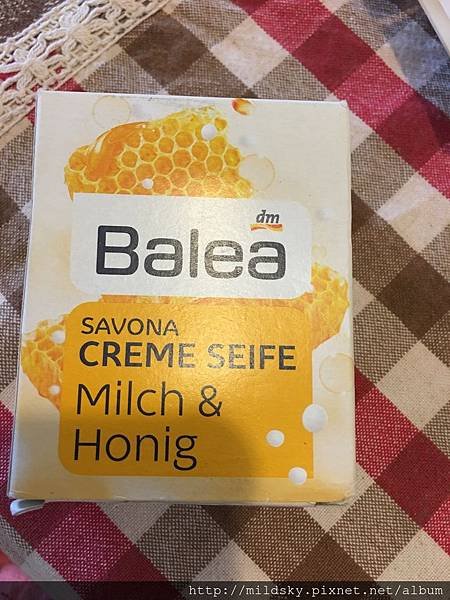 dm
Balea
SAVONA
CREME SEIFE
Milch &
Honig
http://mildsky.pixnet.net/album